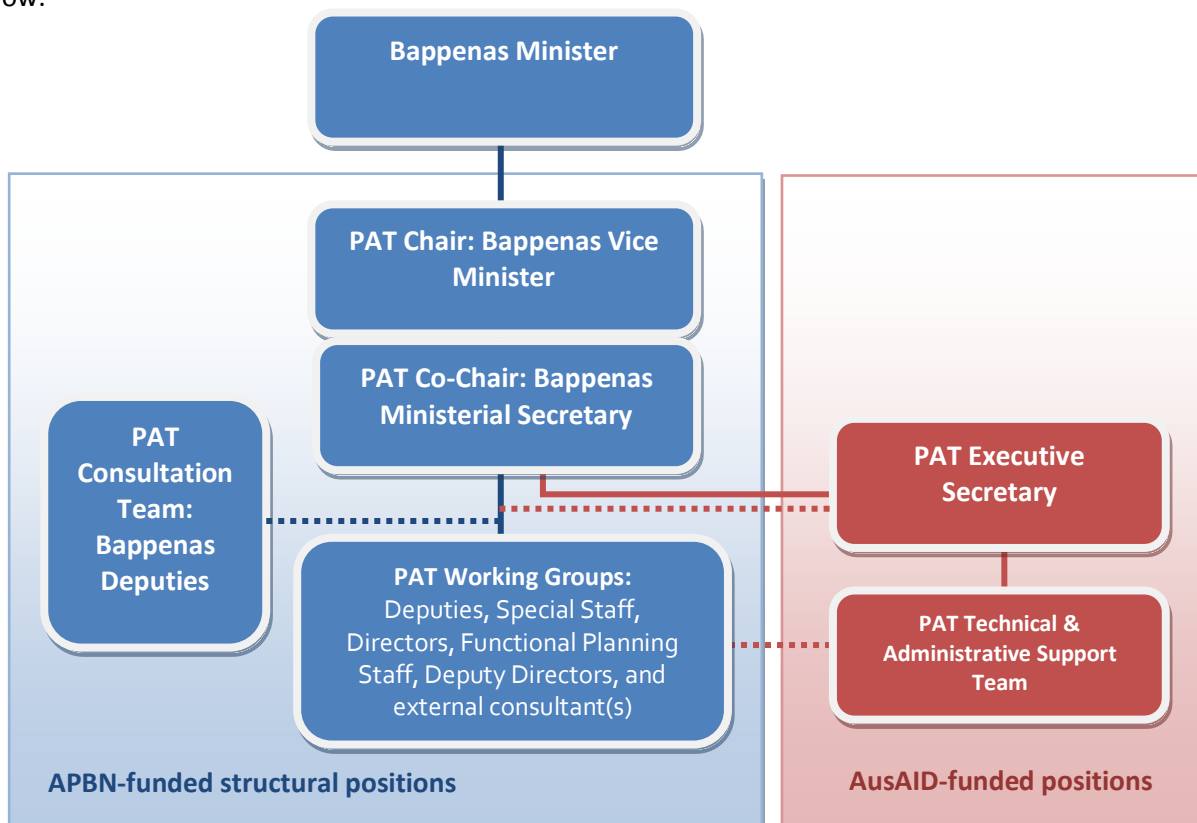 ow:
Bappenas Minister
PAT Chair: Bappenas Vice
Minister
PAT Co-Chair: Bappenas
Ministerial Secretary
PAT
Consultation
Team:
Bappenas
Deputies
PAT Executive
Secretary
PAT Working Groups:
Deputies, Special Staff,
Directors, Functional Planning
Staff, Deputy Directors, and
external consultant(s)
PAT Technical &
Administrative Support
Team
APBN-funded structural positions
AusAID-funded positions